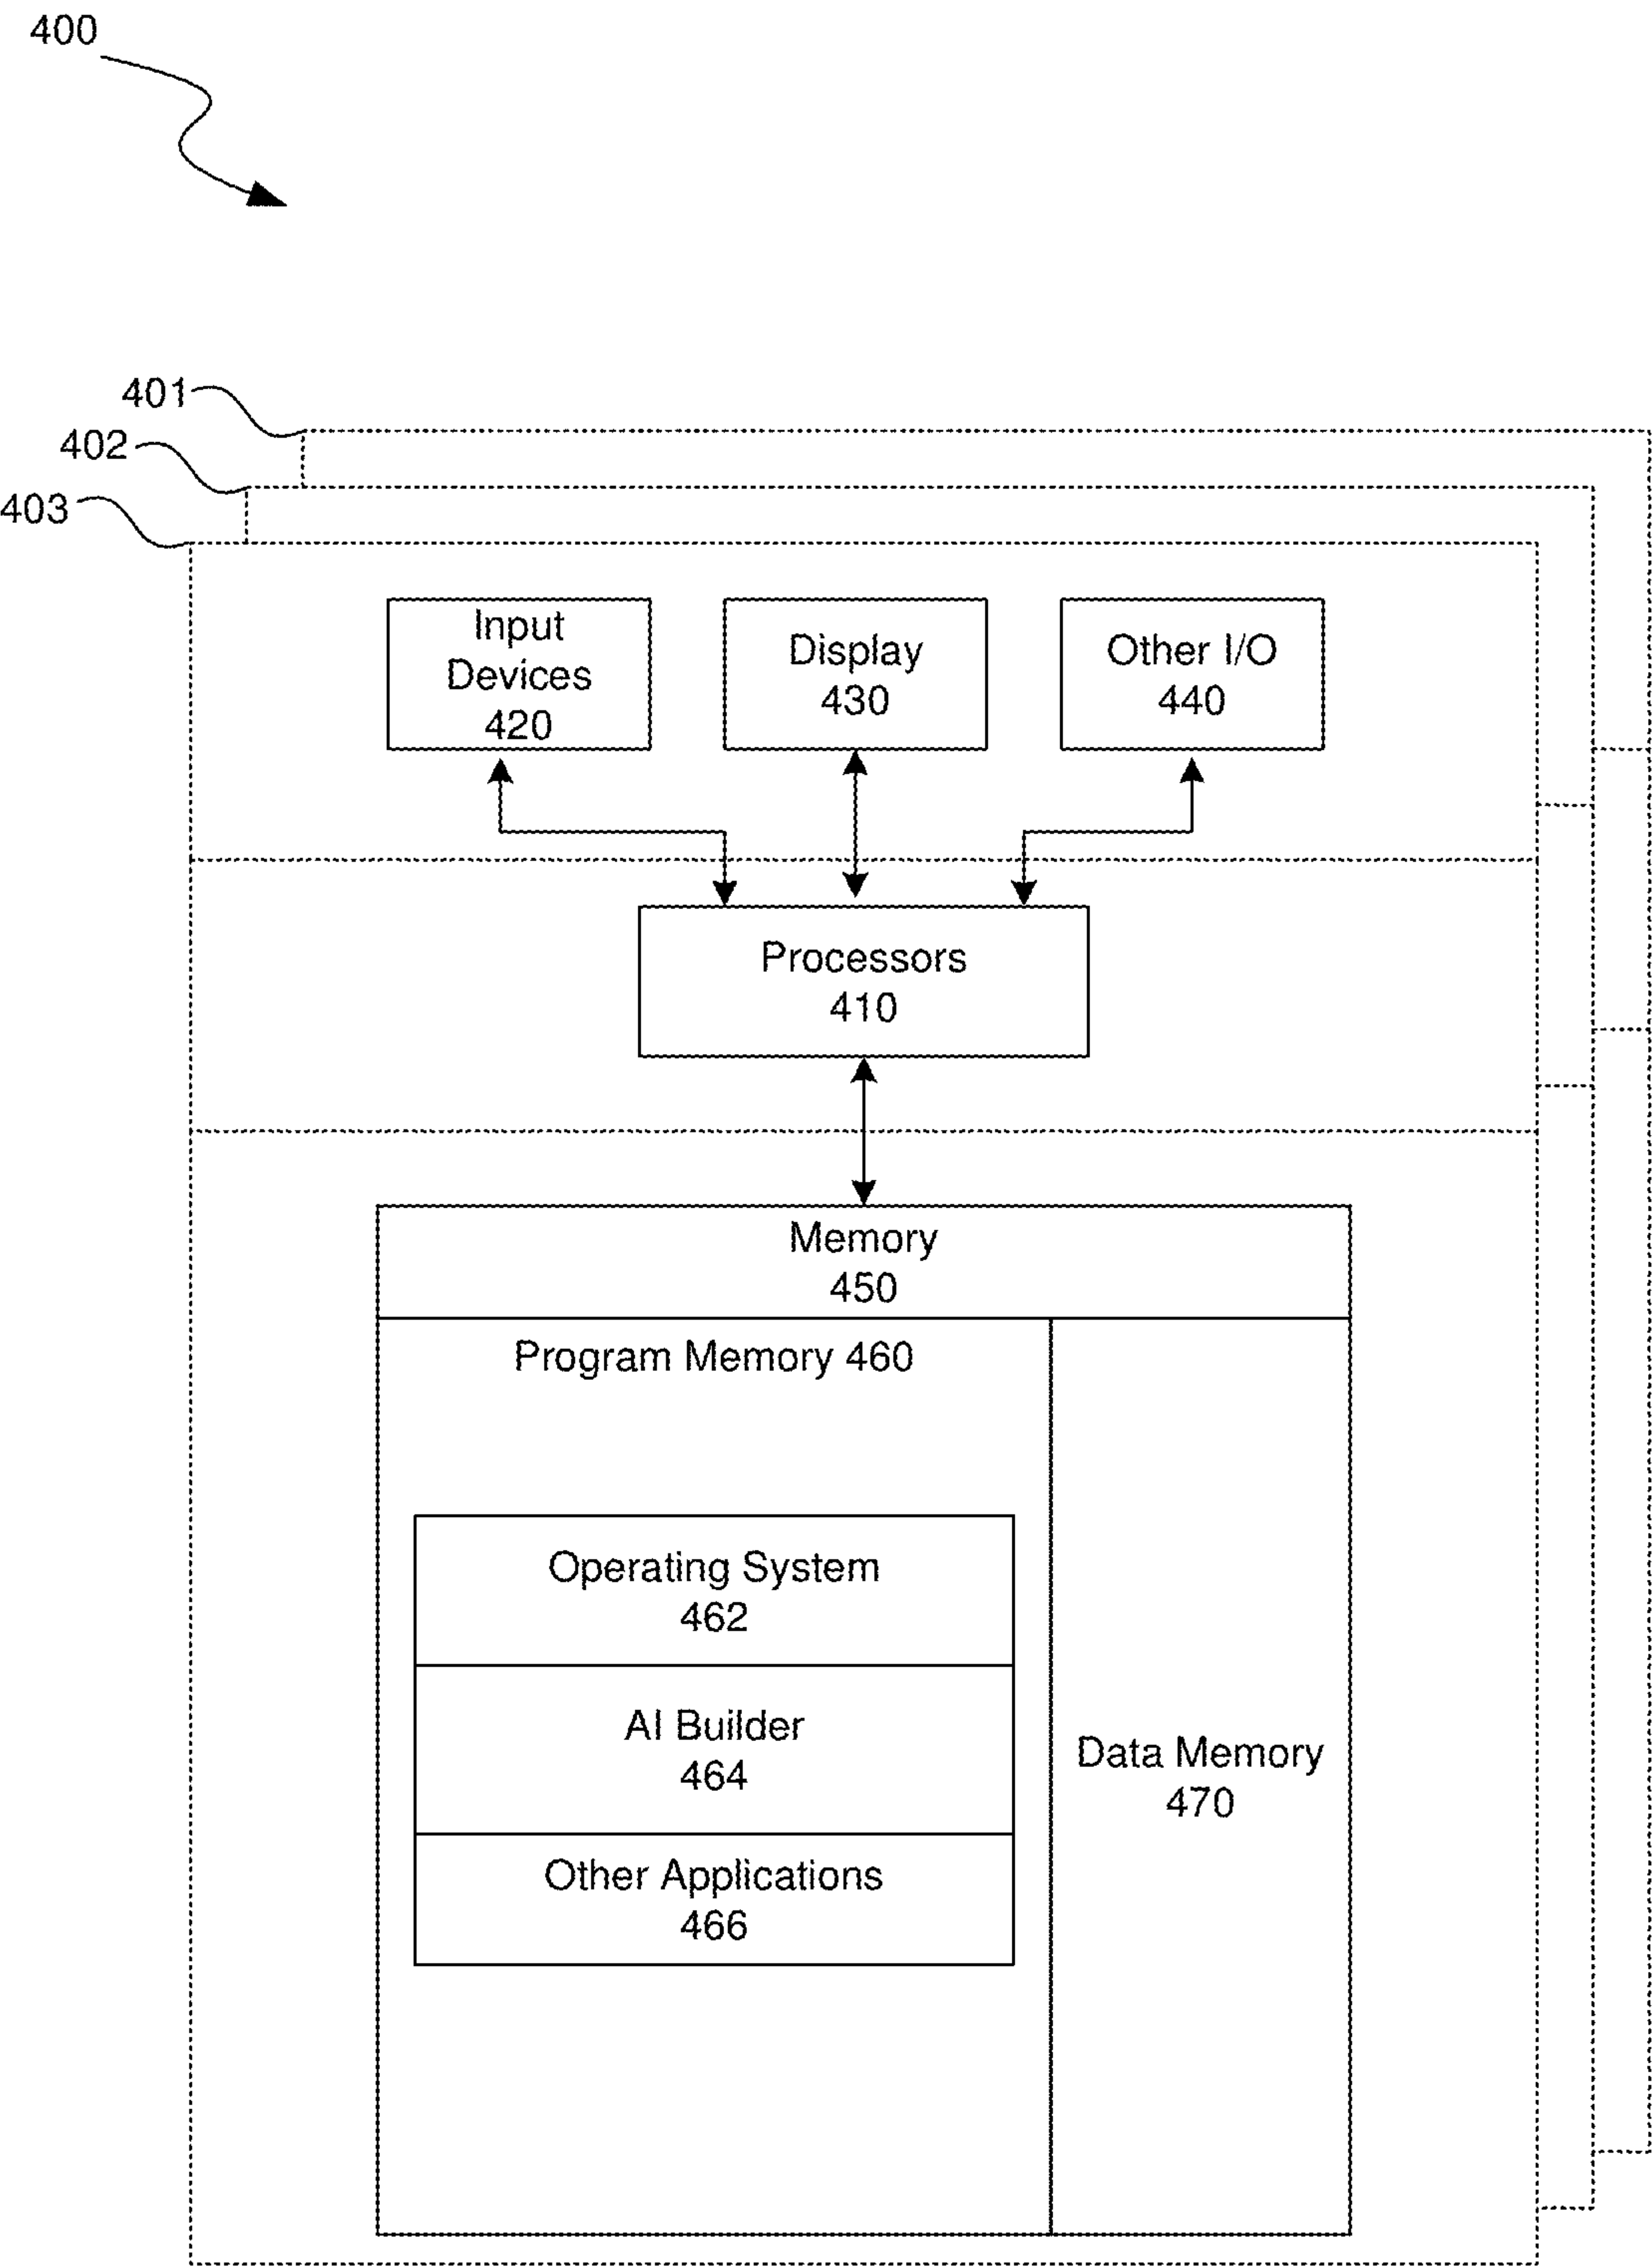 400
401
402
403
Input
Devices
420
Display
430
Other I/O
440
Processors
410
Memory
450
Program Memory 460
Operating System
462
AI Builder
464
Other Applications
466
Data Memory
470